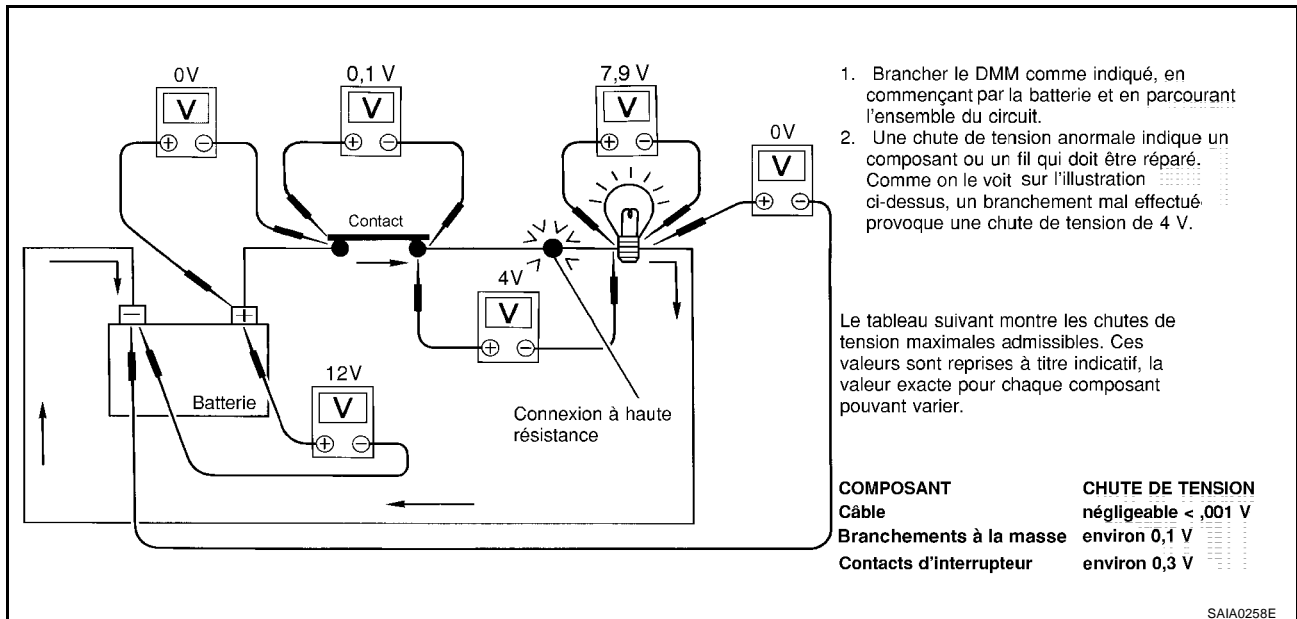 0V
0,1 V
7,9 V
0V
V
V
V
V
Contact
4V
V
12V
V
Batterie
Connexion à haute
résistance
1. Brancher le DMM comme indiqué, en
commençant par la batterie et en parcourant
l'ensemble du circuit.
2. Une chute de tension anormale indique un
composant ou un fil qui doit être réparé.
Comme on le voit sur l'illustration
ci-dessus, un branchement mal effectué
provoque une chute de tension de 4 V.
Le tableau suivant montre les chutes de
tension maximales admissibles. Ces
valeurs sont reprises à titre indicatif, la
valeur exacte pour chaque composant
pouvant varier.
COMPOSANT CHUTE DE TENSION
Câble négligeable < ,001 V
Branchements à la masse environ 0,1 V
Contacts d'interrupteur environ 0,3 V
SAIA0258E